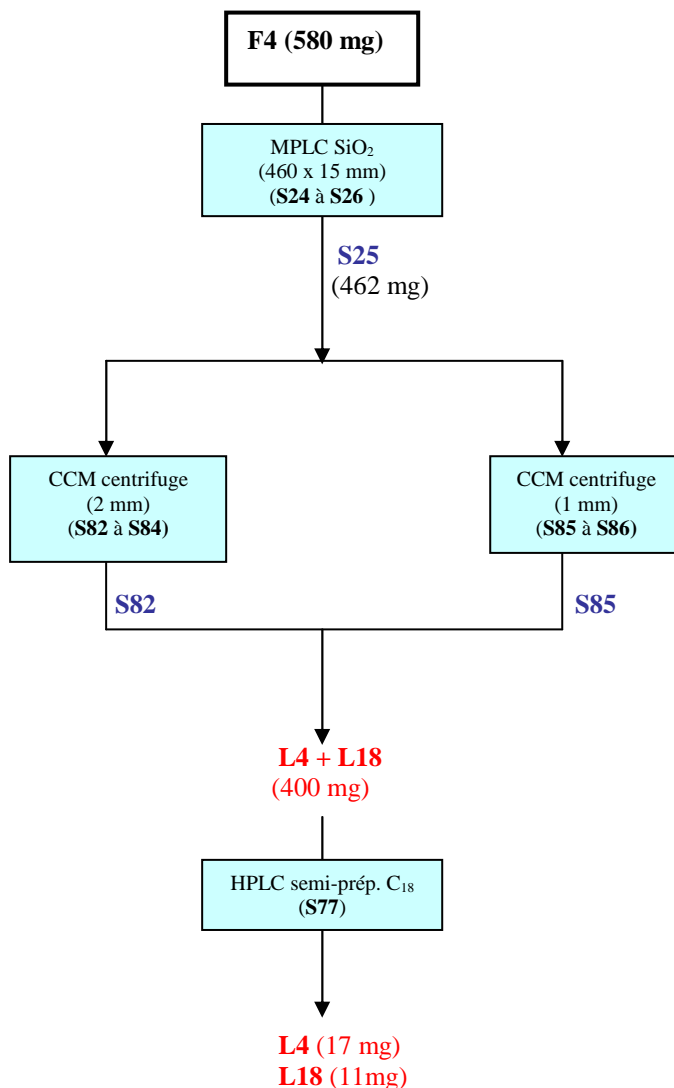 F4 (580 mg)
MPLC SiO₂
(460 x 15 mm)
(S24 à S26 )
S25
(462 mg)
CCM centrifuge
(2 mm)
(S82 à S84)
CCM centrifuge
(1 mm)
(S85 à S86)
S82
S85
L4 + L18
(400 mg)
HPLC semi-prép. C₁₈
(S77)
L4 (17 mg)
L18 (11mg)